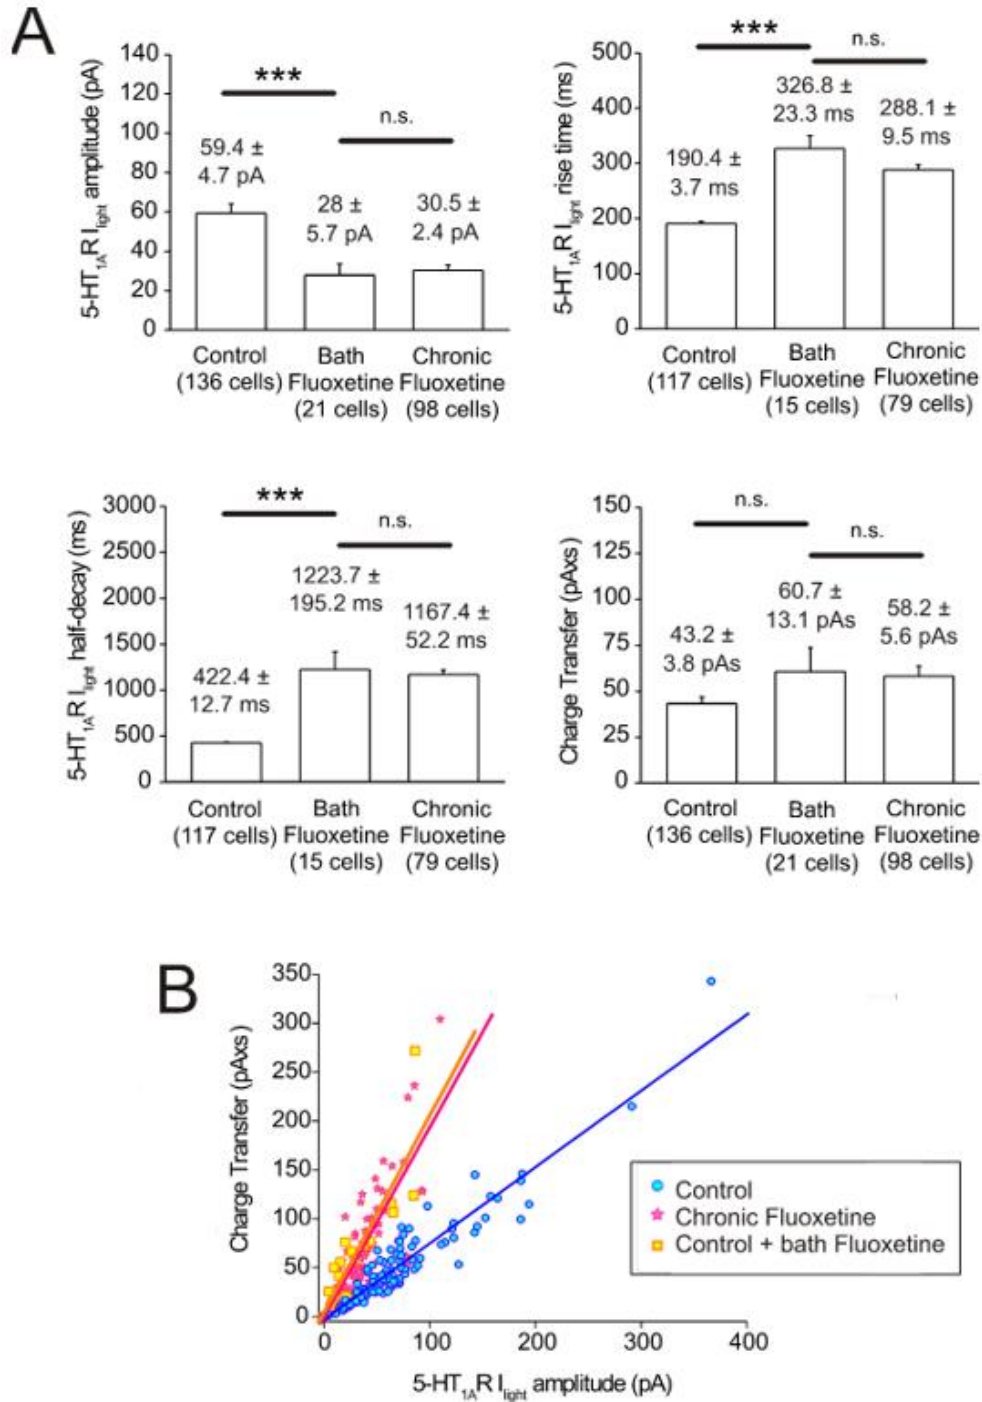 A
5-HT1AR Ilight amplitude (pA)
140
120
100
80
60
40
20
0
***
n.s.
59.4 ±
4.7 pA
28 ±
5.7 pA
30.5 ±
2.4 pA
Control
(136 cells)
Bath
Fluoxetine
(21 cells)
Chronic
Fluoxetine
(98 cells)
5-HT1AR Ilight rise time (ms)
500
400
300
200
100
0
***
n.s.
190.4 ±
3.7 ms
326.8 ±
23.3 ms
288.1 ±
9.5 ms
Control
(117 cells)
Bath
Fluoxetine
(15 cells)
Chronic
Fluoxetine
(79 cells)
5-HT1AR Ilight half-decay (ms)
3000
2500
2000
1500
1000
500
0
***
n.s.
422.4 ±
12.7 ms
1223.7 ±
195.2 ms
1167.4 ±
52.2 ms
Control
(117 cells)
Bath
Fluoxetine
(15 cells)
Chronic
Fluoxetine
(79 cells)
Charge Transfer (pAxs)
150
125
100
75
50
25
0
n.s.
n.s.
43.2 ±
3.8 pAs
60.7 ±
13.1 pAs
58.2 ±
5.6 pAs
Control
(136 cells)
Bath
Fluoxetine
(21 cells)
Chronic
Fluoxetine
(98 cells)
B
Charge Transfer (pAxs)
350
300
250
200
150
100
50
0
0
100
200
300
400
5-HT1AR Ilight amplitude (pA)
Control
Chronic Fluoxetine
Control + bath Fluoxetine